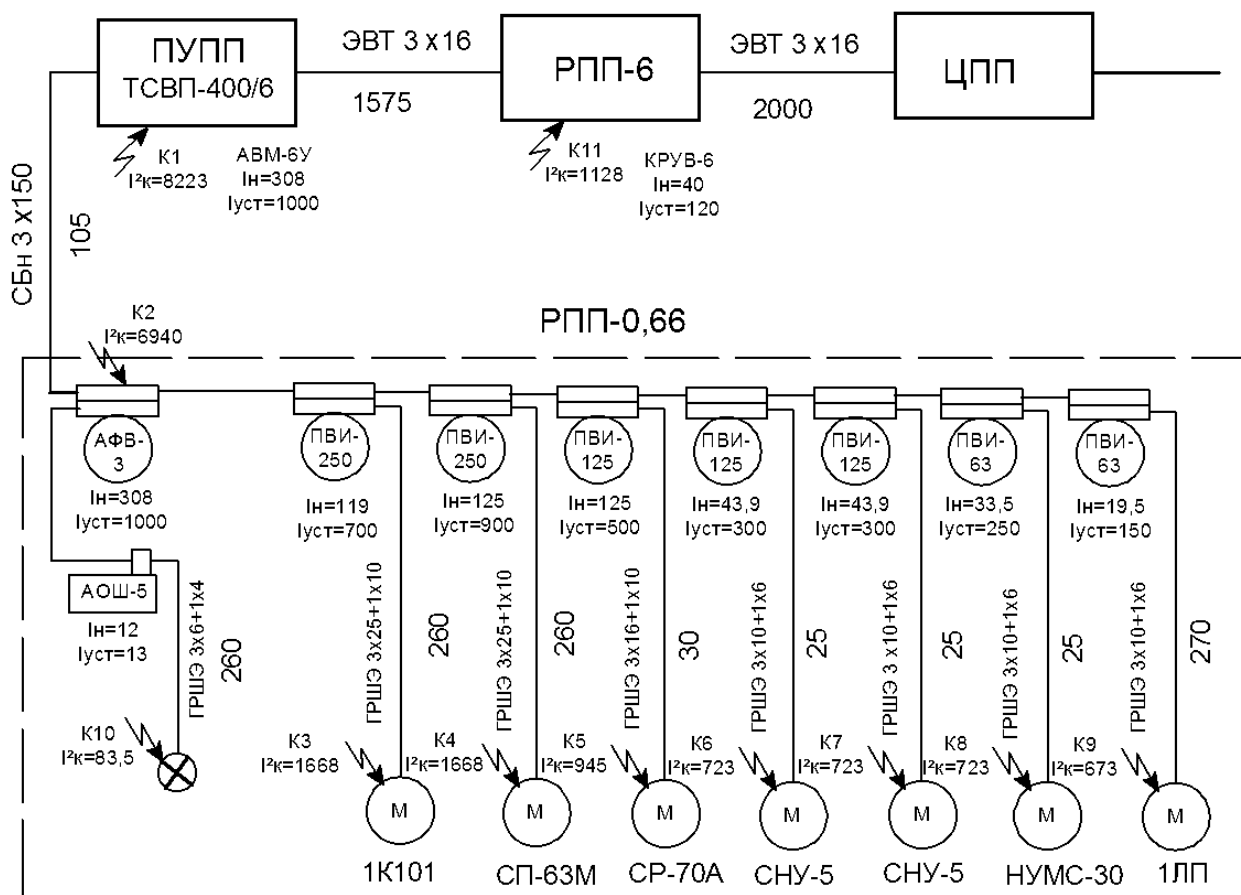 ПУПП
ТСВП-400/6
ЭВТ 3 х16
1575
РПП-6
ЭВТ 3 х16
2000
ЦПП
К1
I²к=8223
АВМ-6У
Iн=308
Iуст=1000
К11
I²к=1128
КРУВ-6
Iн=40
Iуст=120
СБн 3 х150
105
К2
I²к=6940
РПП-0,66
АФВ-
3
Iн=308
Iуст=1000
ПВИ-
250
Iн=119
Iуст=700
ПВИ-
250
Iн=125
Iуст=900
ПВИ-
125
Iн=125
Iуст=500
ПВИ-
125
Iн=43,9
Iуст=300
ПВИ-
125
Iн=43,9
Iуст=300
ПВИ-
63
Iн=33,5
Iуст=250
ПВИ-
63
Iн=19,5
Iуст=150
АОШ-5
Iн=12
Iуст=13
ГРШЭ 3х6+1х4
260
ГРШЭ 3х25+1х10
260
ГРШЭ 3х25+1х10
260
ГРШЭ 3х16+1х10
30
ГРШЭ 3х10+1х6
25
ГРШЭ 3 х10+1х6
25
ГРШЭ 3х10+1х6
25
ГРШЭ 3х10+1х6
270
К10
I²к=83,5
К3
I²к=1668
К4
I²к=1668
К5
I²к=945
К6
I²к=723
К7
I²к=723
К8
I²к=723
К9
I²к=673
М
М
М
М
М
М
М
1К101
СП-63М
СР-70А
СНУ-5
СНУ-5
НУМС-30
1ЛП